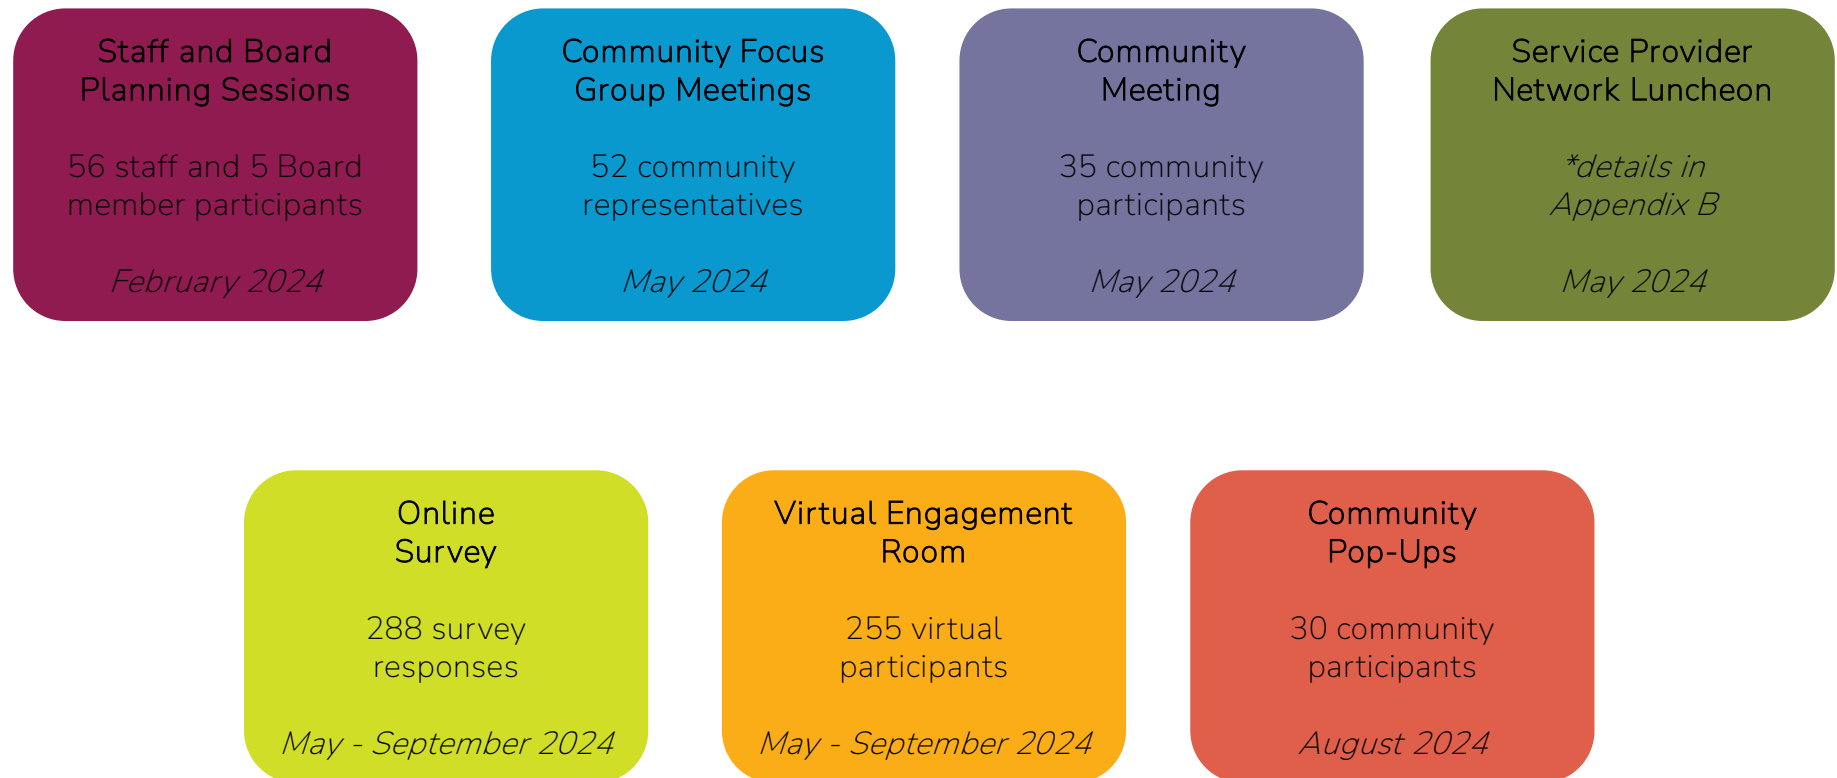 Staff and Board
Planning Sessions
56 staff and 5 Board
member participants
February 2024
Community Focus
Group Meetings
52 community
representatives
May 2024
Community
Meeting
35 community
participants
May 2024
Service Provider
Network Luncheon
*details in
Appendix B
May 2024
Online
Survey
288 survey
responses
May - September 2024
Virtual Engagement
Room
255 virtual
participants
May - September 2024
Community
Pop-Ups
30 community
participants
August 2024